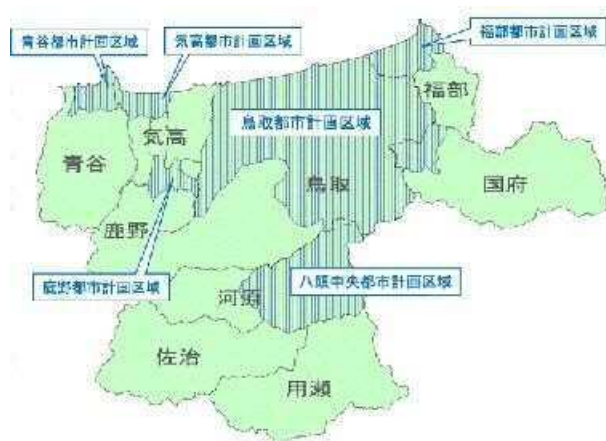 青谷都市計画区域
気高都市計画区域
福部都市計画区域
鳥取都市計画区域
福部
気高
青谷
鳥取
国府
鹿野
鹿野都市計画区域
八頭中央都市計画区域
河原
佐治
用瀬